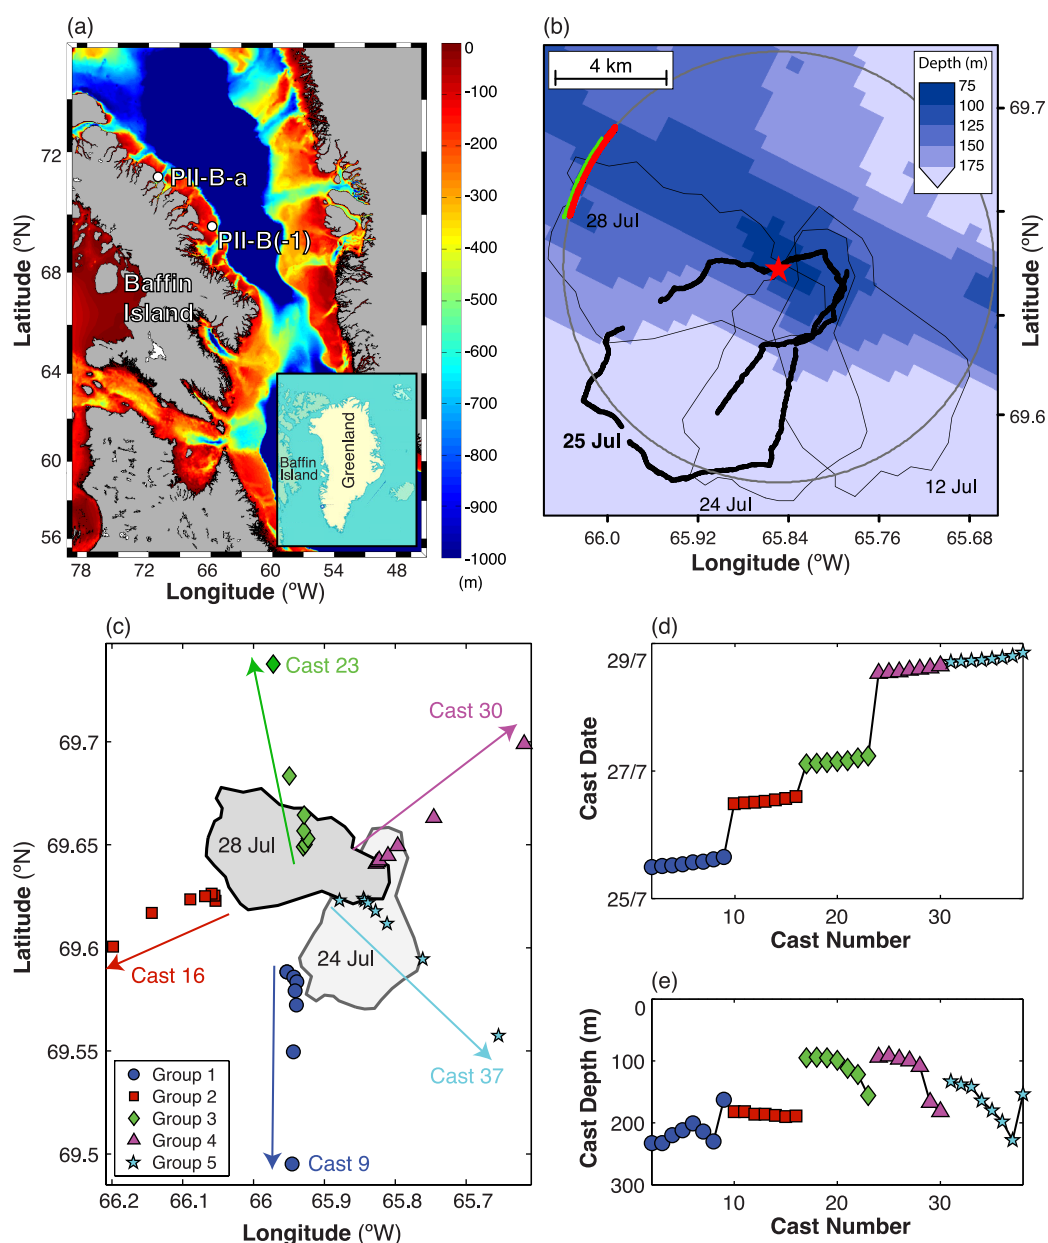 (a)
0
-100
-200
-300
-400
-500
-600
-700
-800
-900
-1000
(m)
72
68
64
60
56
Latitude (ºN)
PII-B-a
PII-B(-1)
Baffin
Island
Baffin
Island
Greenland
78
72
66
60
54
48
Longitude (ºW)
(b)
4 km
Depth (m)
75
100
125
150
175
69.7
69.6
Latitude (ºN)
28 Jul
25 Jul
24 Jul
12 Jul
66.0
65.92
65.84
65.76
65.68
Longitude (ºW)
(c)
Cast 23
Cast 30
28 Jul
24 Jul
Cast 16
Cast 37
Cast 9
69.7
69.65
69.6
69.55
69.5
Latitude (ºN)
Group 1
Group 2
Group 3
Group 4
Group 5
66.2
66.1
66
65.9
65.8
65.7
Longitude (ºW)
(d)
29/7
27/7
25/7
Cast Date
10
20
30
Cast Number
(e)
0
100
200
300
Cast Depth (m)
10
20
30
Cast Number